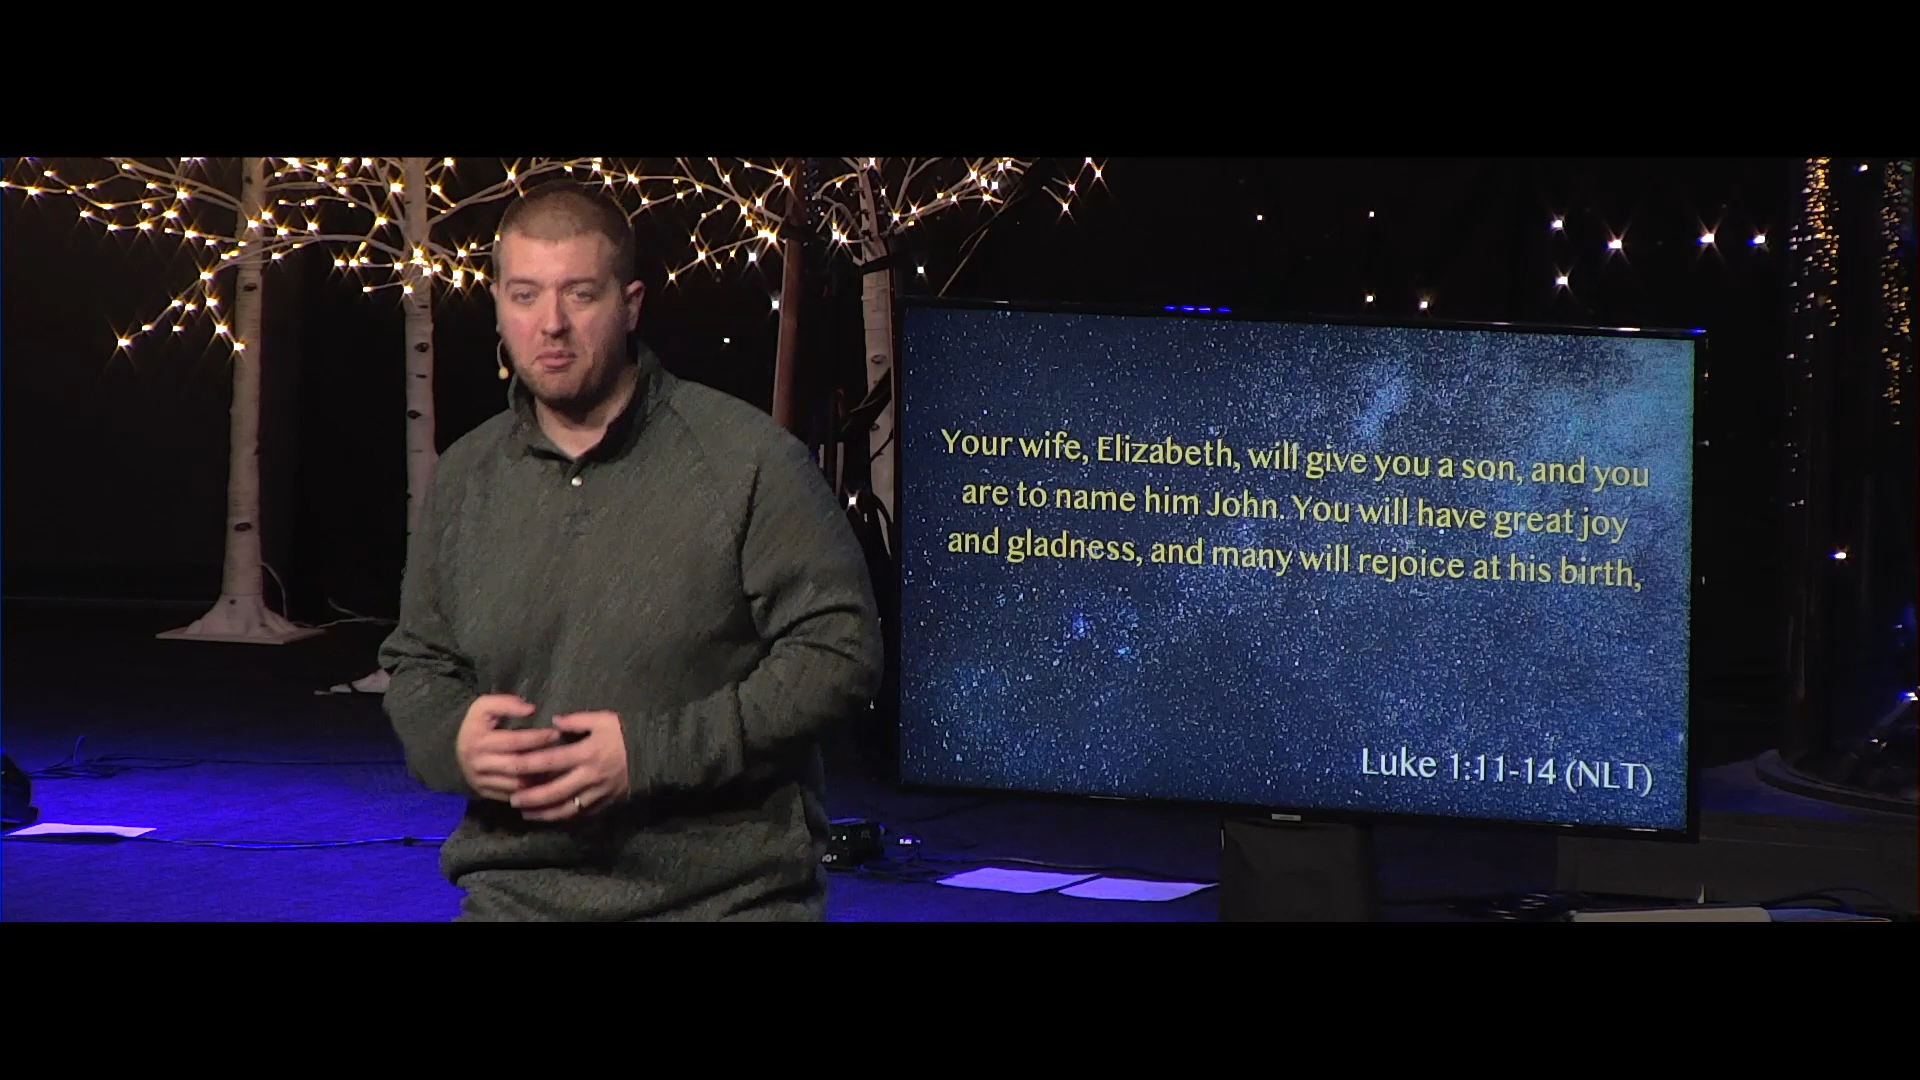 Your wife, Elizabeth, will give you a son, and you
are to name him John. You will have great joy
and gladness, and many will rejoice at his birth,
Luke 1:11-14 (NLT)